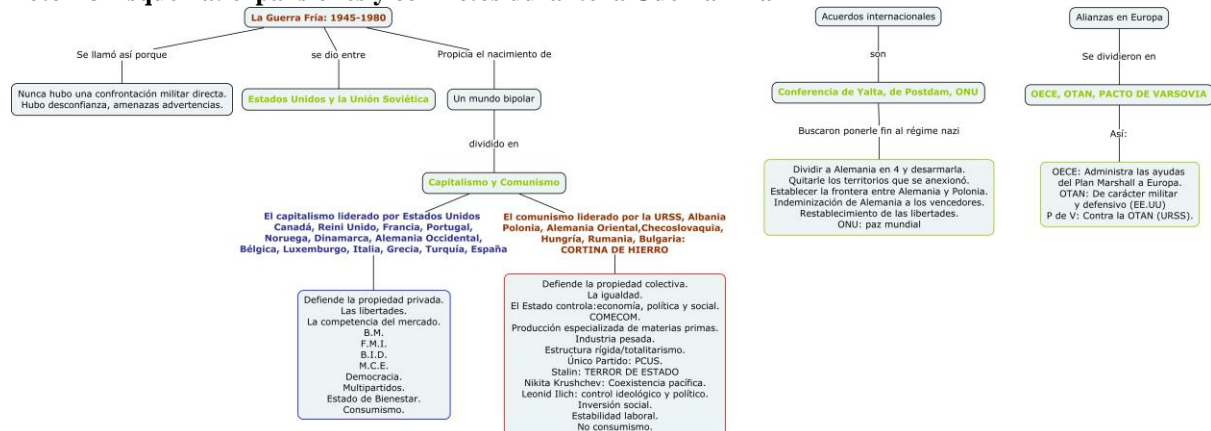 La Guerra Fría: 1945-1980
Se llamó así porque
se dio entre
Propicia el nacimiento de
Nunca hubo una confrontación militar directa.
Hubo desconfianza, amenazas advertencias.
Estados Unidos y la Unión Soviética
Un mundo bipolar
dividido en
Capitalismo y Comunismo
El capitalismo liderado por Estados Unidos
Canadá, Reini Unido, Francia, Portugal,
Noruega, Dinamarca, Alemania Occidental,
Bélgica, Luxemburgo, Italia, Grecia, Turquía, España
Defiende la propiedad privada.
Las libertades.
La competencia del mercado.
B.M.
F.M.I.
B.I.D.
M.C.E.
Democracia.
Multipartidos.
Estado de Bienestar.
Consumismo.
El comunismo liderado por la URSS, Albania
Polonia, Alemania Oriental,Checoslovaquia,
Hungría, Rumania, Bulgaria:
CORTINA DE HIERRO
Defiende la propiedad colectiva.
La igualdad.
El Estado controla:economía, política y social.
COMECOM.
Producción especializada de materias primas.
Industria pesada.
Estructura rígida/totalitarismo.
Único Partido: PCUS.
Stalin: TERROR DE ESTADO
Nikita Krushchev: Coexistencia pacífica.
Leonid Ilich: control ideológico y político.
Inversión social.
Estabilidad laboral.
No consumismo.
Acuerdos internacionales
son
Conferencia de Yalta, de Postdam, ONU
Buscaron ponerle fin al régime nazi
Dividir a Alemania en 4 y desarmarla.
Quitarle los territorios que se anexionó.
Establecer la frontera entre Alemania y Polonia.
Indeminización de Alemania a los vencedores.
Restablecimiento de las libertades.
ONU: paz mundial
Alianzas en Europa
Se dividieron en
OECE, OTAN, PACTO DE VARSOVIA
Así:
OECE: Administra las ayudas
del Plan Marshall a Europa.
OTAN: De carácter militar
y defensivo (EE.UU)
P de V: Contra la OTAN (URSS).